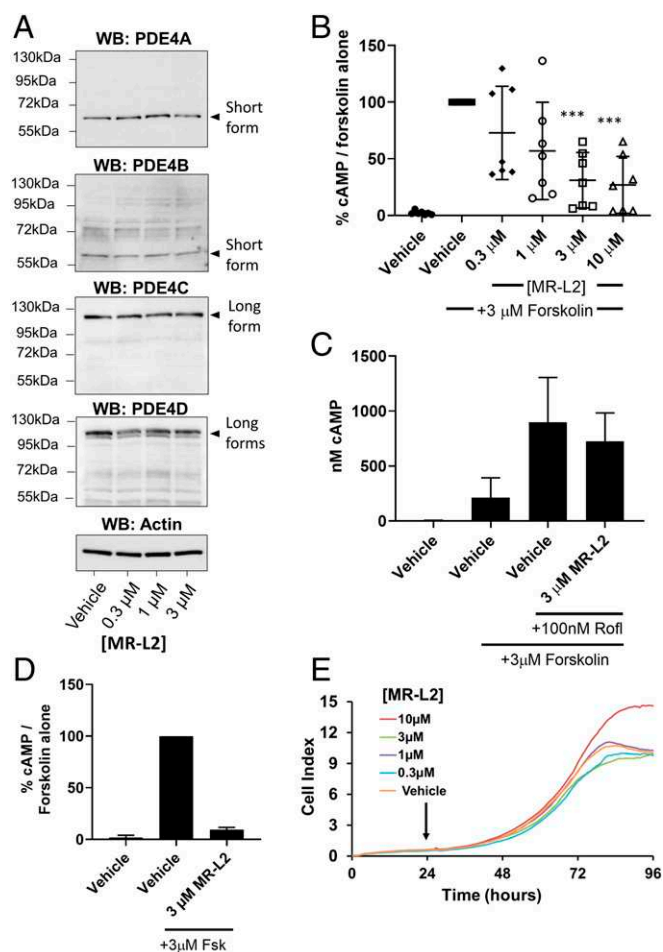 A
WB: PDE4A
130kDa
95kDa
72kDa
55kDa
Short
form
WB: PDE4B
130kDa
95kDa
72kDa
55kDa
Short
form
WB: PDE4C
130kDa
95kDa
72kDa
55kDa
Long
form
WB: PDE4D
130kDa
95kDa
72kDa
55kDa
Long
forms
WB: Actin
Vehicle
0.3 µM
1 µM
3 µM
[MR-L2]
B
% cAMP / forskolin alone
150
100
50
0
***
***
Vehicle
Vehicle
0.3 µM
1 µM
3 µM
10 µM
[MR-L2]
+3 µM Forskolin
C
nM cAMP
1500
1000
500
0
Vehicle
Vehicle
Vehicle
3 µM MR-L2
+100nM Rofl
+3µM Forskolin
D
% cAMP /
Forskolin alone
150
100
50
0
Vehicle
Vehicle
3 µM MR-L2
+3µM Fsk
E
[MR-L2]
10µM
3µM
1µM
0.3µM
Vehicle
Cell Index
15
12
9
6
3
0
0
24
48
72
96
Time (hours)